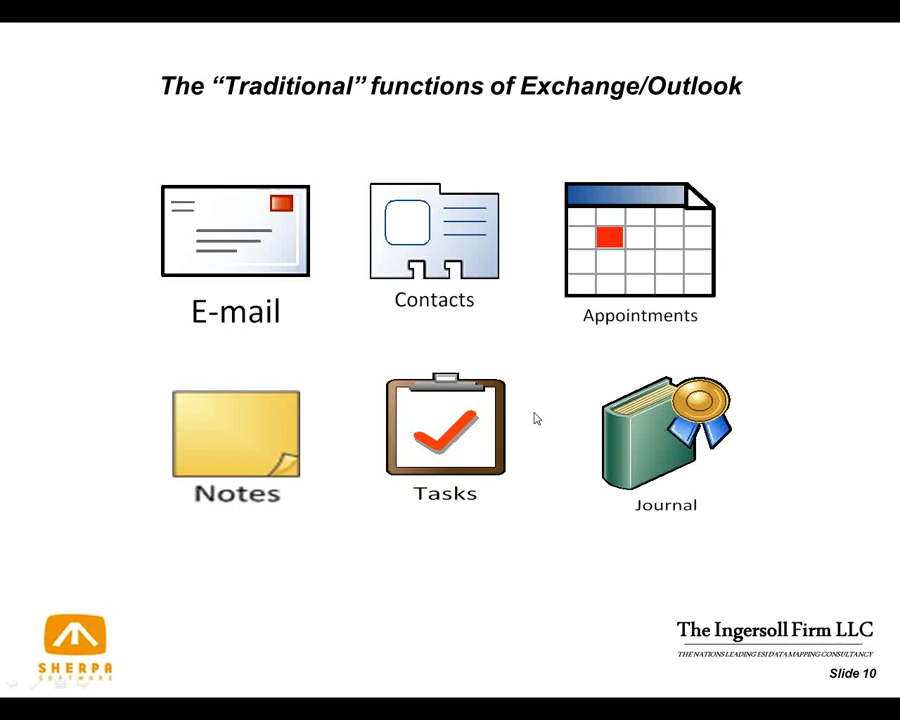 The “Traditional” functions of Exchange/Outlook
E-mail
Contacts
Appointments
Notes
Tasks
Journal
SHERPA
SOFTWARE
The Ingersoll Firm LLC
THE NATIONS LEADING ESI DATA MAPPING CONSULTANCY
Slide 10